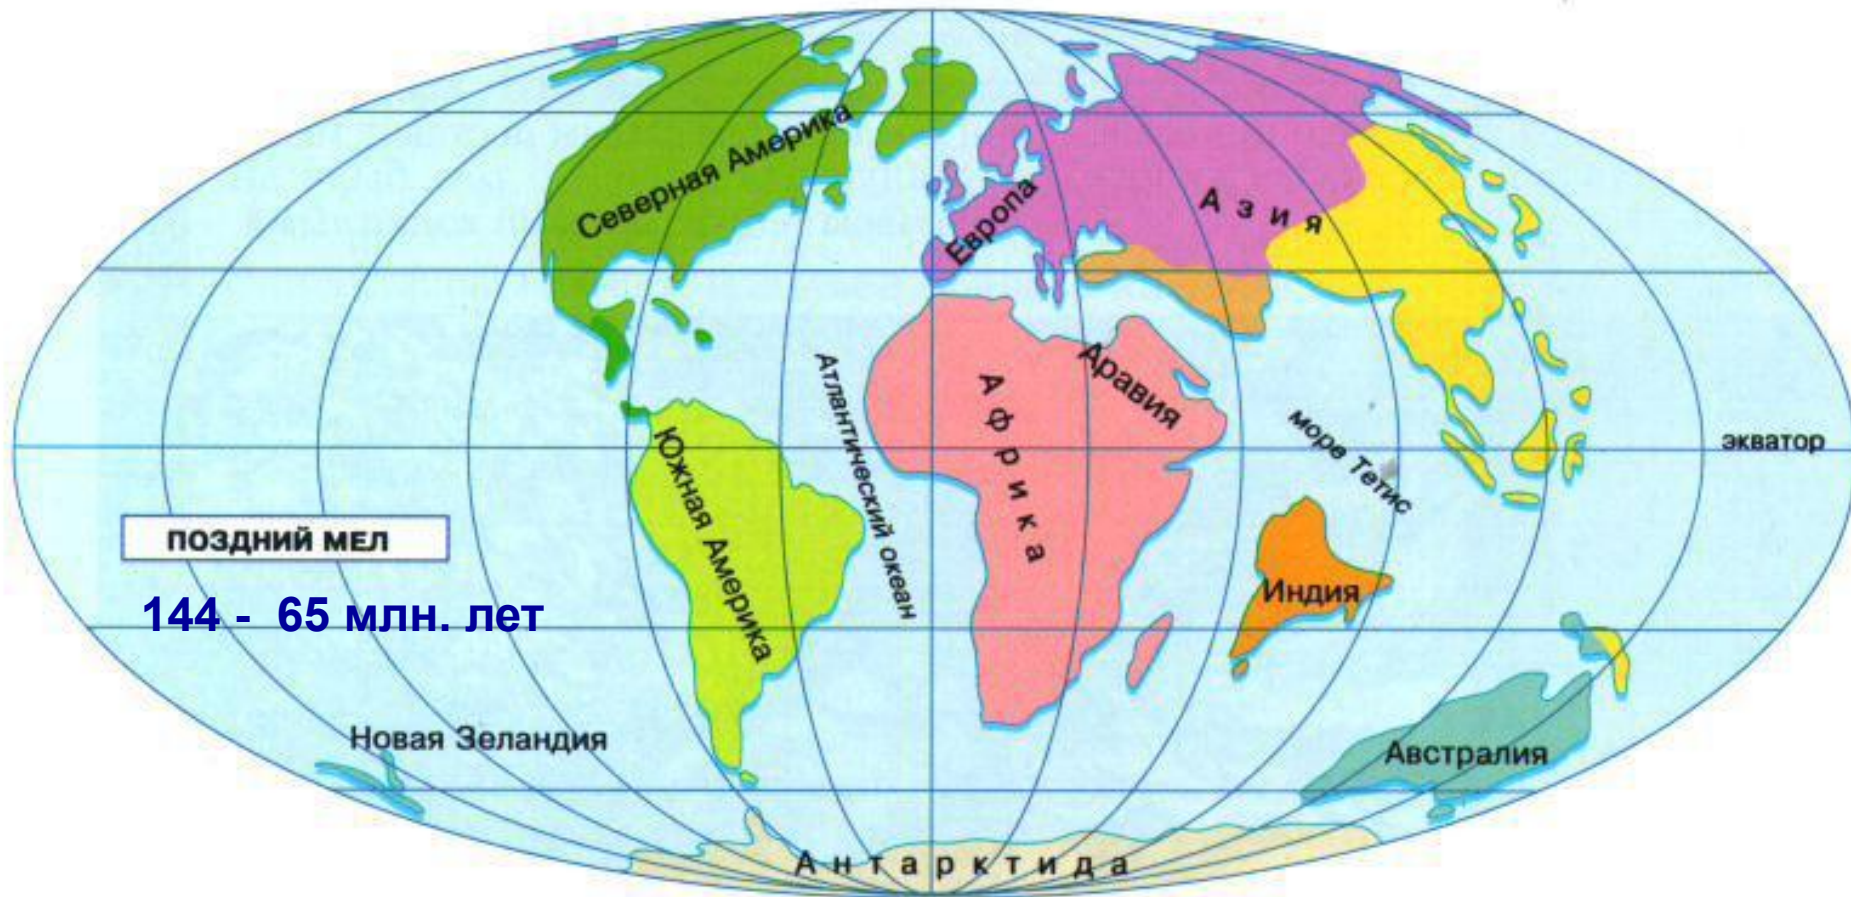 Северная Америка
Европа
А з и я
Атлантический океан
А ф р и к а
Аравия
море Тетис
экватор
Южная Америка
ПОЗДНИЙ МЕЛ
144 - 65 млн. лет
Индия
Новая Зеландия
Австралия
А н т а р к т и д а